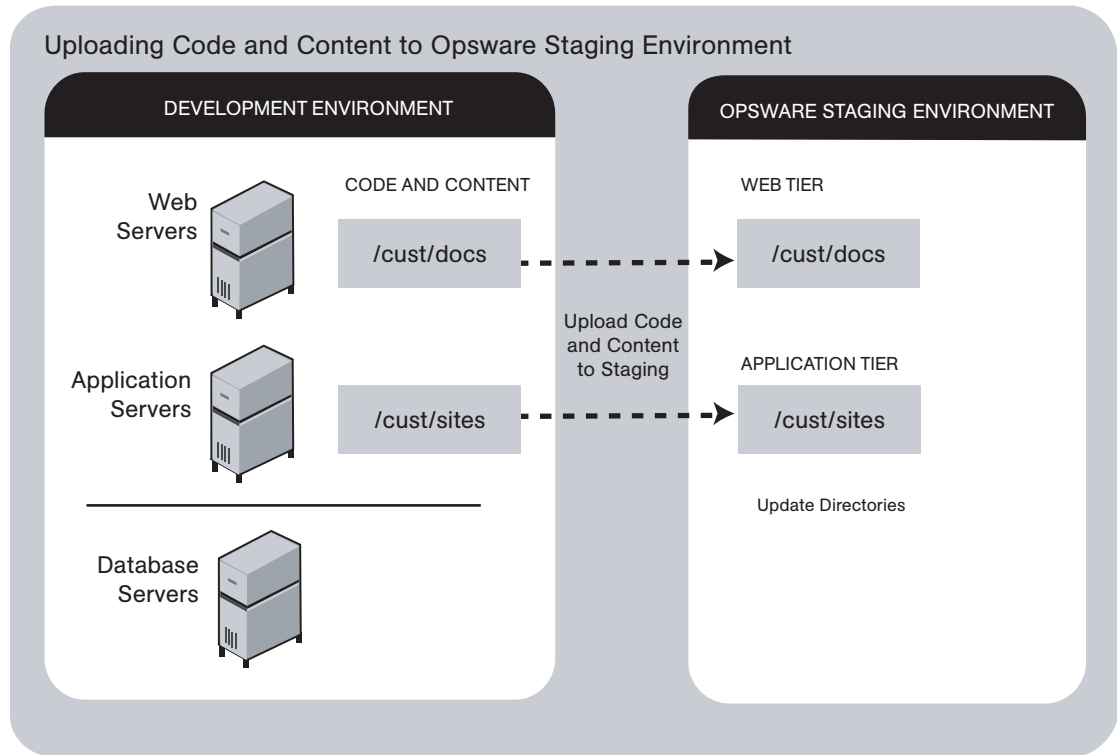 Uploading Code and Content to Opsware Staging Environment
DEVELOPMENT ENVIRONMENT
Web
Servers
CODE AND CONTENT
/cust/docs
Application
Servers
/cust/sites
Database
Servers
Upload Code
and Content
to Staging
OPSWARE STAGING ENVIRONMENT
WEB TIER
/cust/docs
APPLICATION TIER
/cust/sites
Update Directories